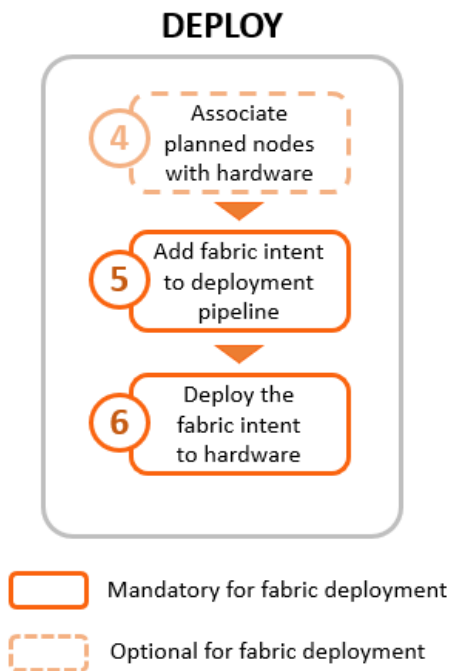 DEPLOY
4
Associate
planned nodes
with hardware
5
Add fabric intent
to deployment
pipeline
6
Deploy the
fabric intent
to hardware
Mandatory for fabric deployment
Optional for fabric deployment